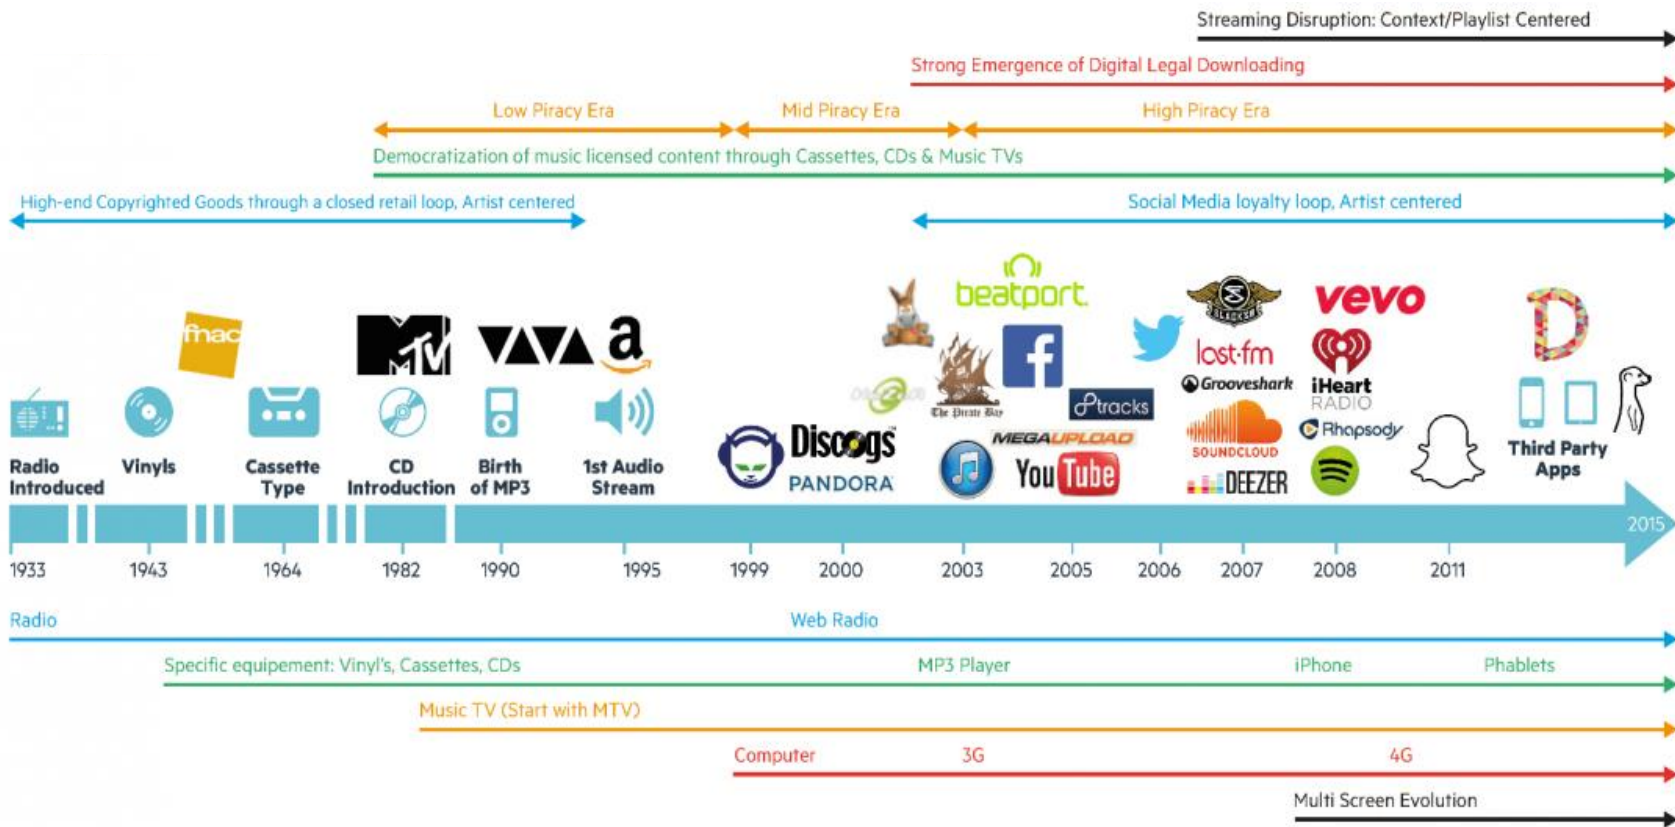 Streaming Disruption: Context/Playlist Centered
Strong Emergence of Digital Legal Downloading
Low Piracy Era
Mid Piracy Era
High Piracy Era
Democratization of music licensed content through Cassettes, CDs & Music TVs
High-end Copyrighted Goods through a closed retail loop, Artist centered
Social Media loyalty loop, Artist centered
fnac
MTV
VIVA
a
beatport.
SLACKER
vevo
D
f
last.fm
Grooveshark
iHeart
RADIO
The Pirate Bay
8tracks
Discogs™
PANDORA
MEGAUPLOAD
YouTube
SOUNDCLOUD
DEEZER
Rhapsody
Radio
Introduced
Vinyls
Cassette
Type
CD
Introduction
Birth
of MP3
1st Audio
Stream
Third Party
Apps
2015
1933
1943
1964
1982
1990
1995
1999
2000
2003
2005
2006
2007
2008
2011
Radio
Web Radio
Specific equipement: Vinyl's, Cassettes, CDs
MP3 Player
iPhone
Phablets
Music TV (Start with MTV)
Computer
3G
4G
Multi Screen Evolution